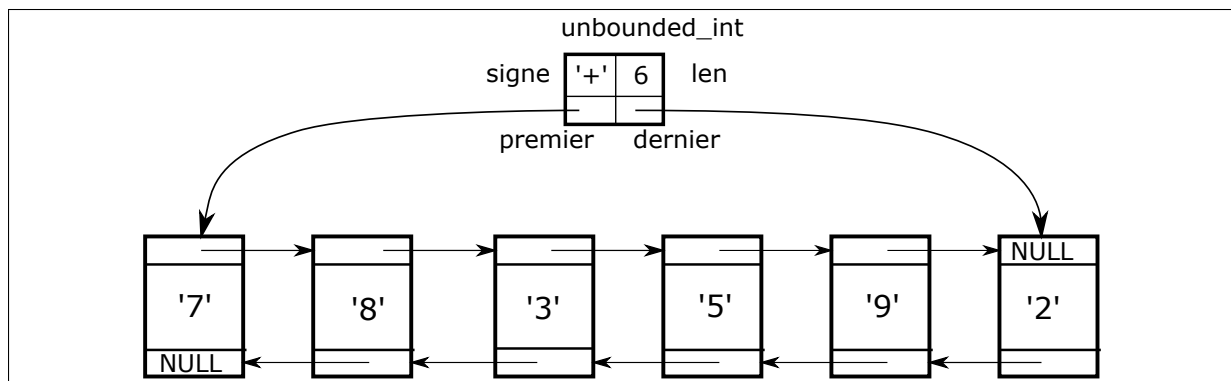 unbounded_int
signe '+' 6 len
premier dernier
NULL
'7' '8' '3' '5' '9' '2'
NULL